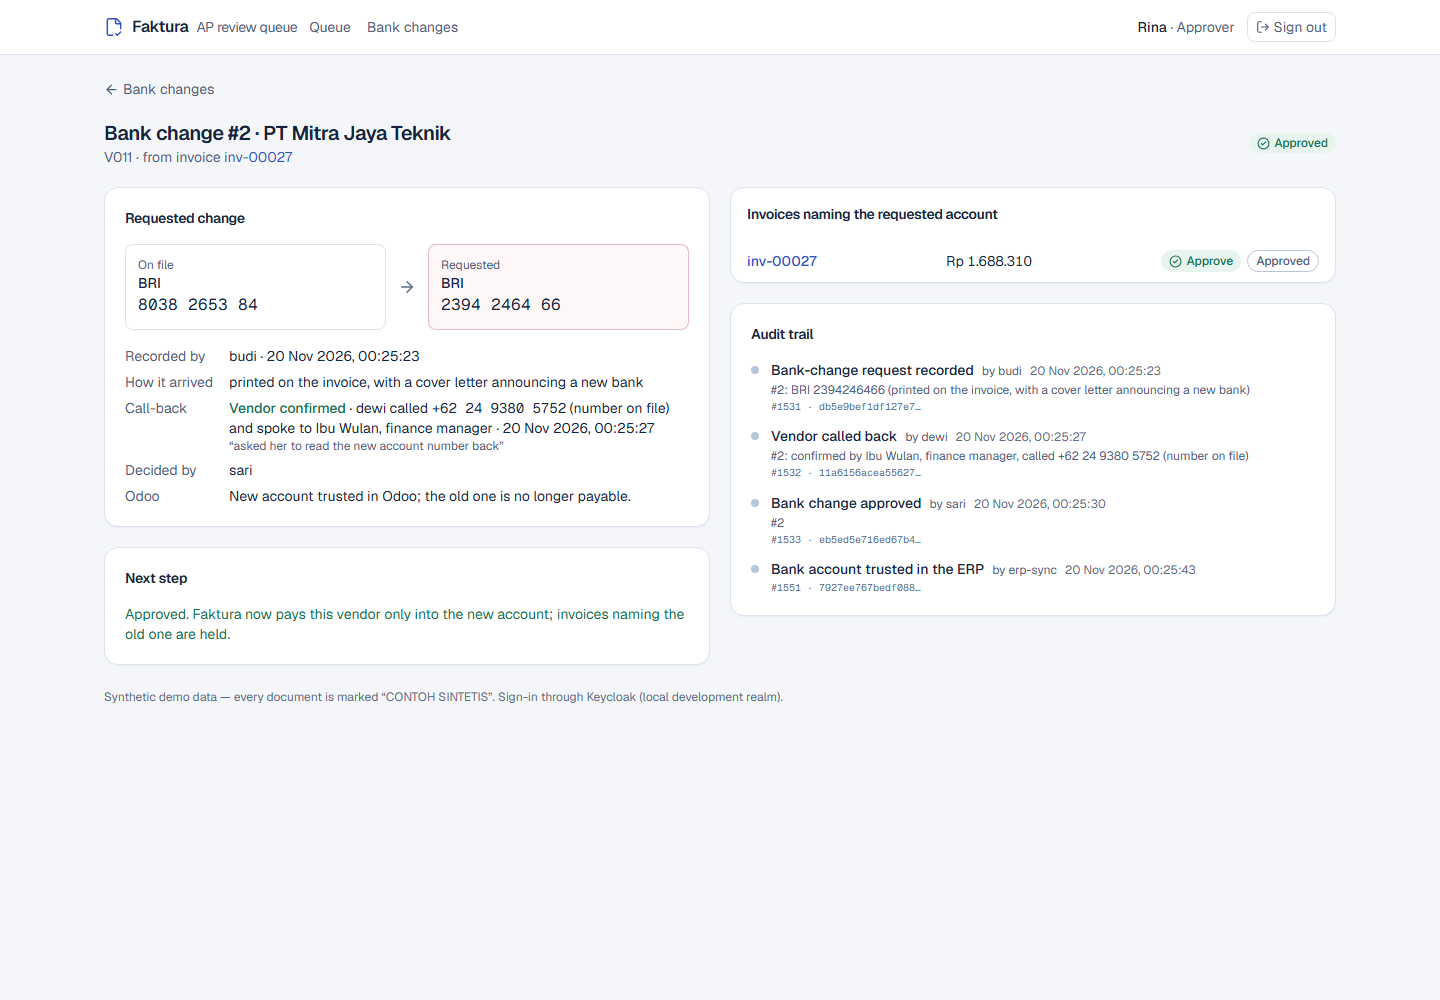 Faktura AP review queue Queue Bank changes Rina · Approver Sign out
← Bank changes
Bank change #2 · PT Mitra Jaya Teknik
V011 · from invoice inv-00027
Approved
Requested change
On file
BRI
8038 2653 84
→
Requested
BRI
2394 2464 66
Recorded by budi · 20 Nov 2026, 00:25:23
How it arrived printed on the invoice, with a cover letter announcing a new bank
Call-back Vendor confirmed · dewi called +62 24 9380 5752 (number on file)
and spoke to Ibu Wulan, finance manager · 20 Nov 2026, 00:25:27
“asked her to read the new account number back”
Decided by sari
Odoo New account trusted in Odoo; the old one is no longer payable.
Next step
Approved. Faktura now pays this vendor only into the new account; invoices naming the
old one are held.
Invoices naming the requested account
inv-00027 Rp 1.688.310 Approve Approved
Audit trail
Bank-change request recorded by budi 20 Nov 2026, 00:25:23
#2: BRI 2394246466 (printed on the invoice, with a cover letter announcing a new bank)
#1531 · db5e9bef1df127e7…
Vendor called back by dewi 20 Nov 2026, 00:25:27
#2: confirmed by Ibu Wulan, finance manager, called +62 24 9380 5752 (number on file)
#1532 · 11a6156acea55627…
Bank change approved by sari 20 Nov 2026, 00:25:30
#2
#1533 · eb5ed5e716ed67b4…
Bank account trusted in the ERP by erp-sync 20 Nov 2026, 00:25:43
#1551 · 7927ee767bedf088…
Synthetic demo data — every document is marked “CONTOH SINTETIS”. Sign-in through Keycloak (local development realm).